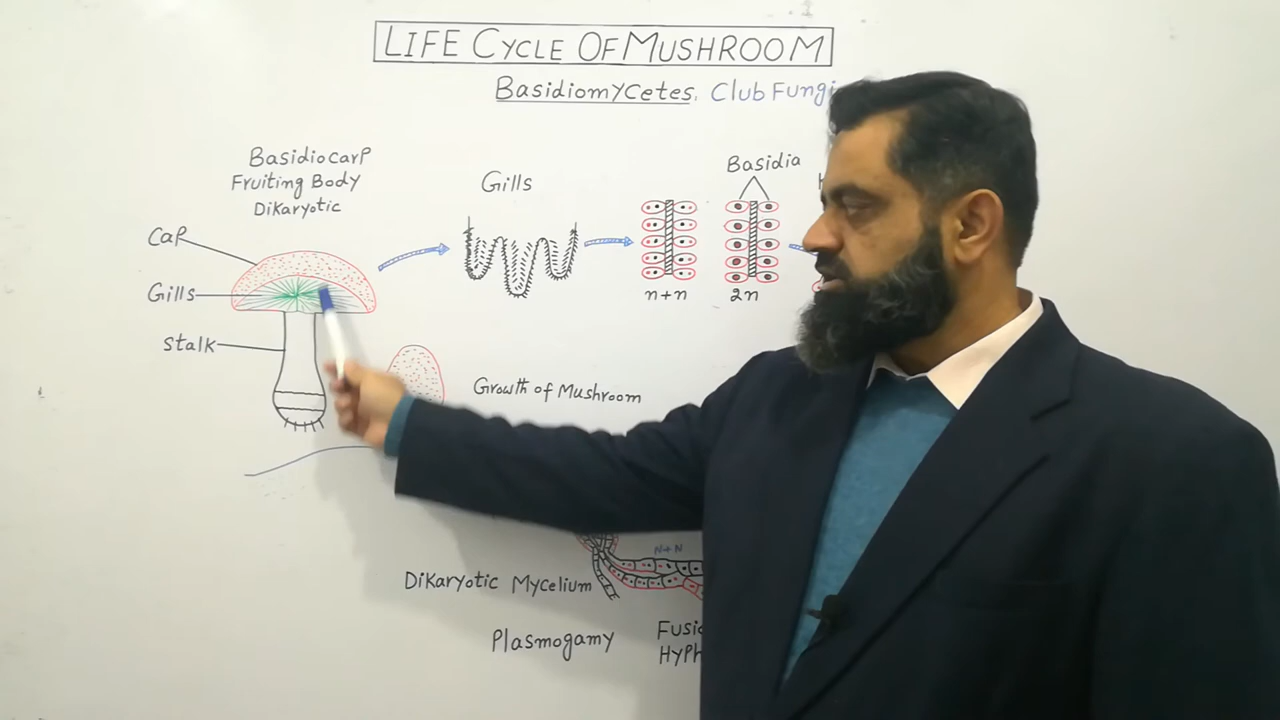 LIFE CYCLE OF MUSHROOM
Basidiomycetes. Club Fungi
Basidiocarp
Fruiting Body
Dikaryotic
Cap
Gills
Stalk
Gills
n+n
Basidia
2n
Growth of Mushroom
N+N
Dikaryotic Mycelium
Plasmogamy